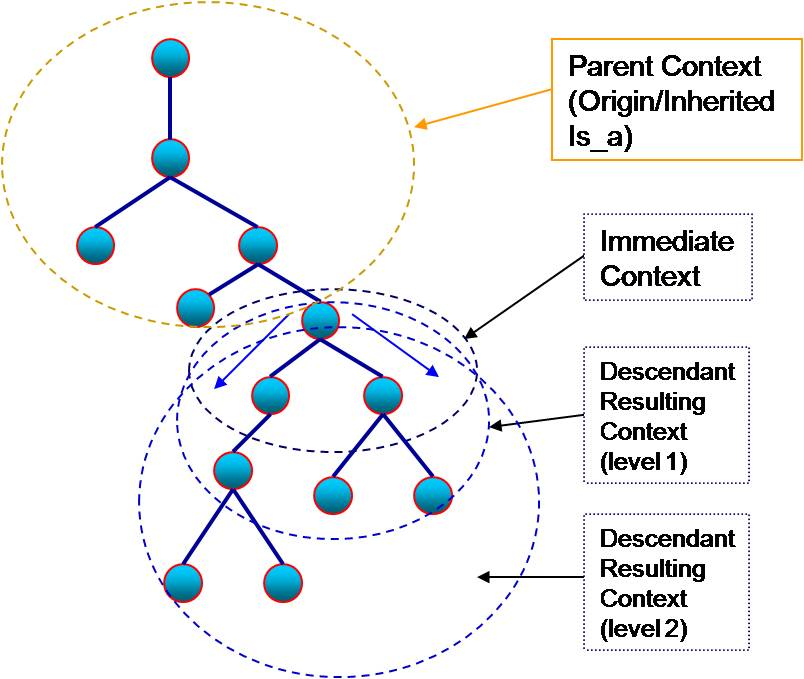 Parent Context
(Origin/Inherited
Is_a)
Immediate
Context
Descendant
Resulting
Context
(level 1)
Descendant
Resulting
Context
(level 2)